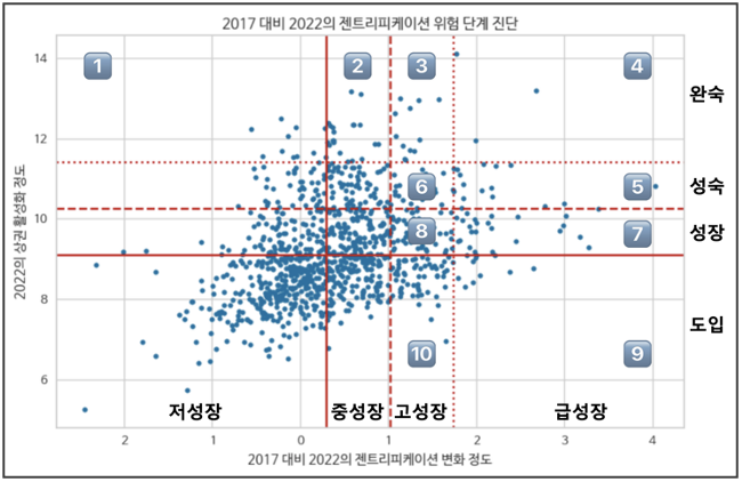 2017 대비 2022의 젠트리피케이션 위험 단계 진단
14
12
10
8
6
2022의 상권 활성화 정도
1
2
3
4
완숙
6
5
성숙
8
7
성장
도입
10
9
저성장
중성장
고성장
급성장
2
1
0
1
2
3
4
2017 대비 2022의 젠트리피케이션 변화 정도